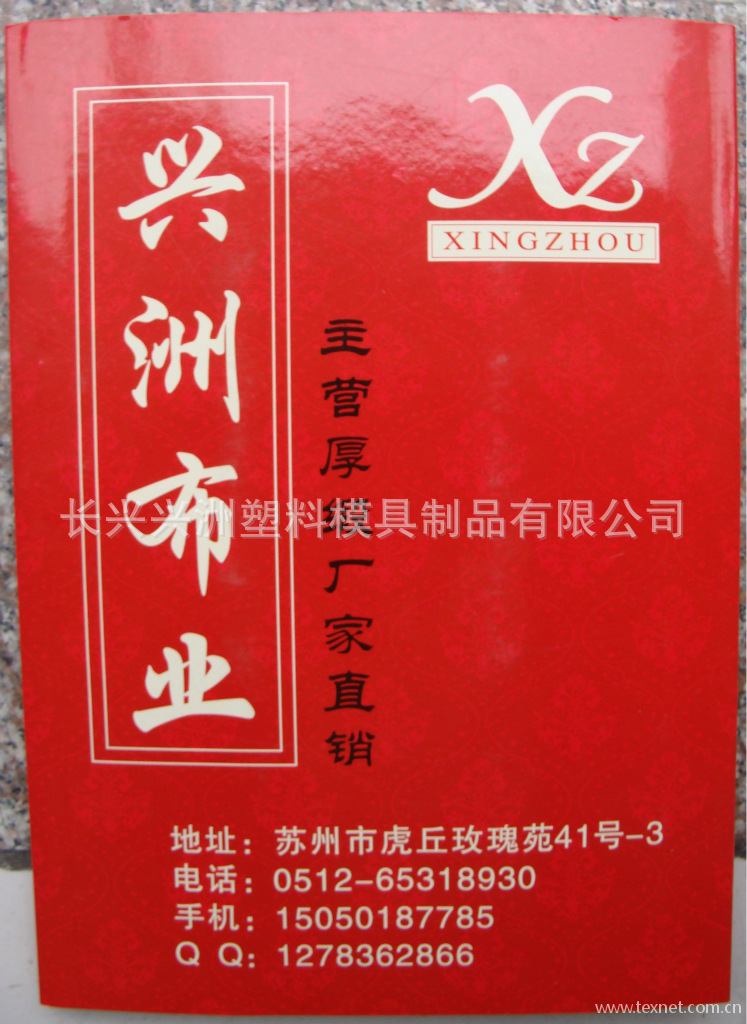 XZ
XINGZHOU
兴洲布业
主营厚厂家直销
长兴兴洲塑料模具制品有限公司
地址：苏州市虎丘玫瑰苑41号-3
电话：0512-65318930
手机：15050187785
Q Q：1278362866
www.texnet.com.cn